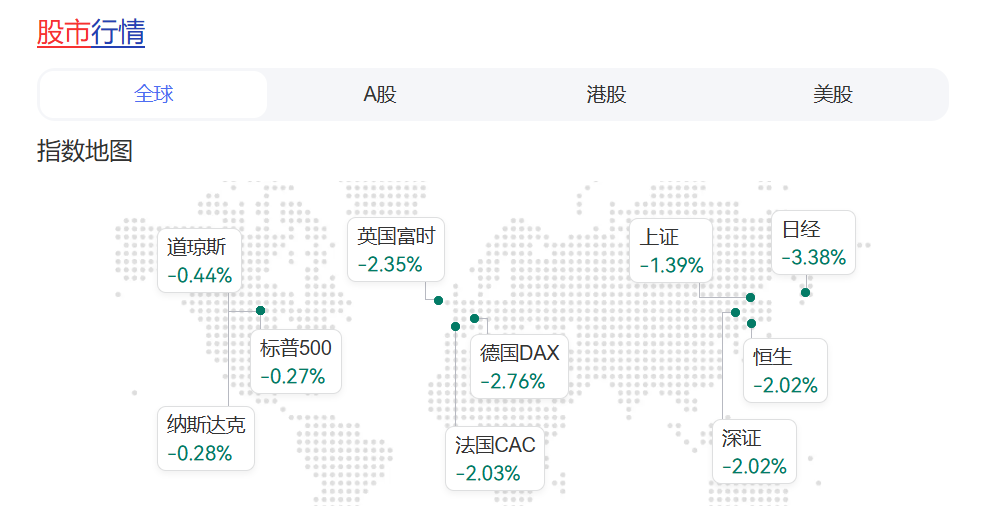 股市行情
全球
A股
港股
美股
指数地图
道琼斯
-0.44%
英国富时
-2.35%
上证
-1.39%
日经
-3.38%
标普500
-0.27%
德国DAX
-2.76%
恒生
-2.02%
纳斯达克
-0.28%
法国CAC
-2.03%
深证
-2.02%